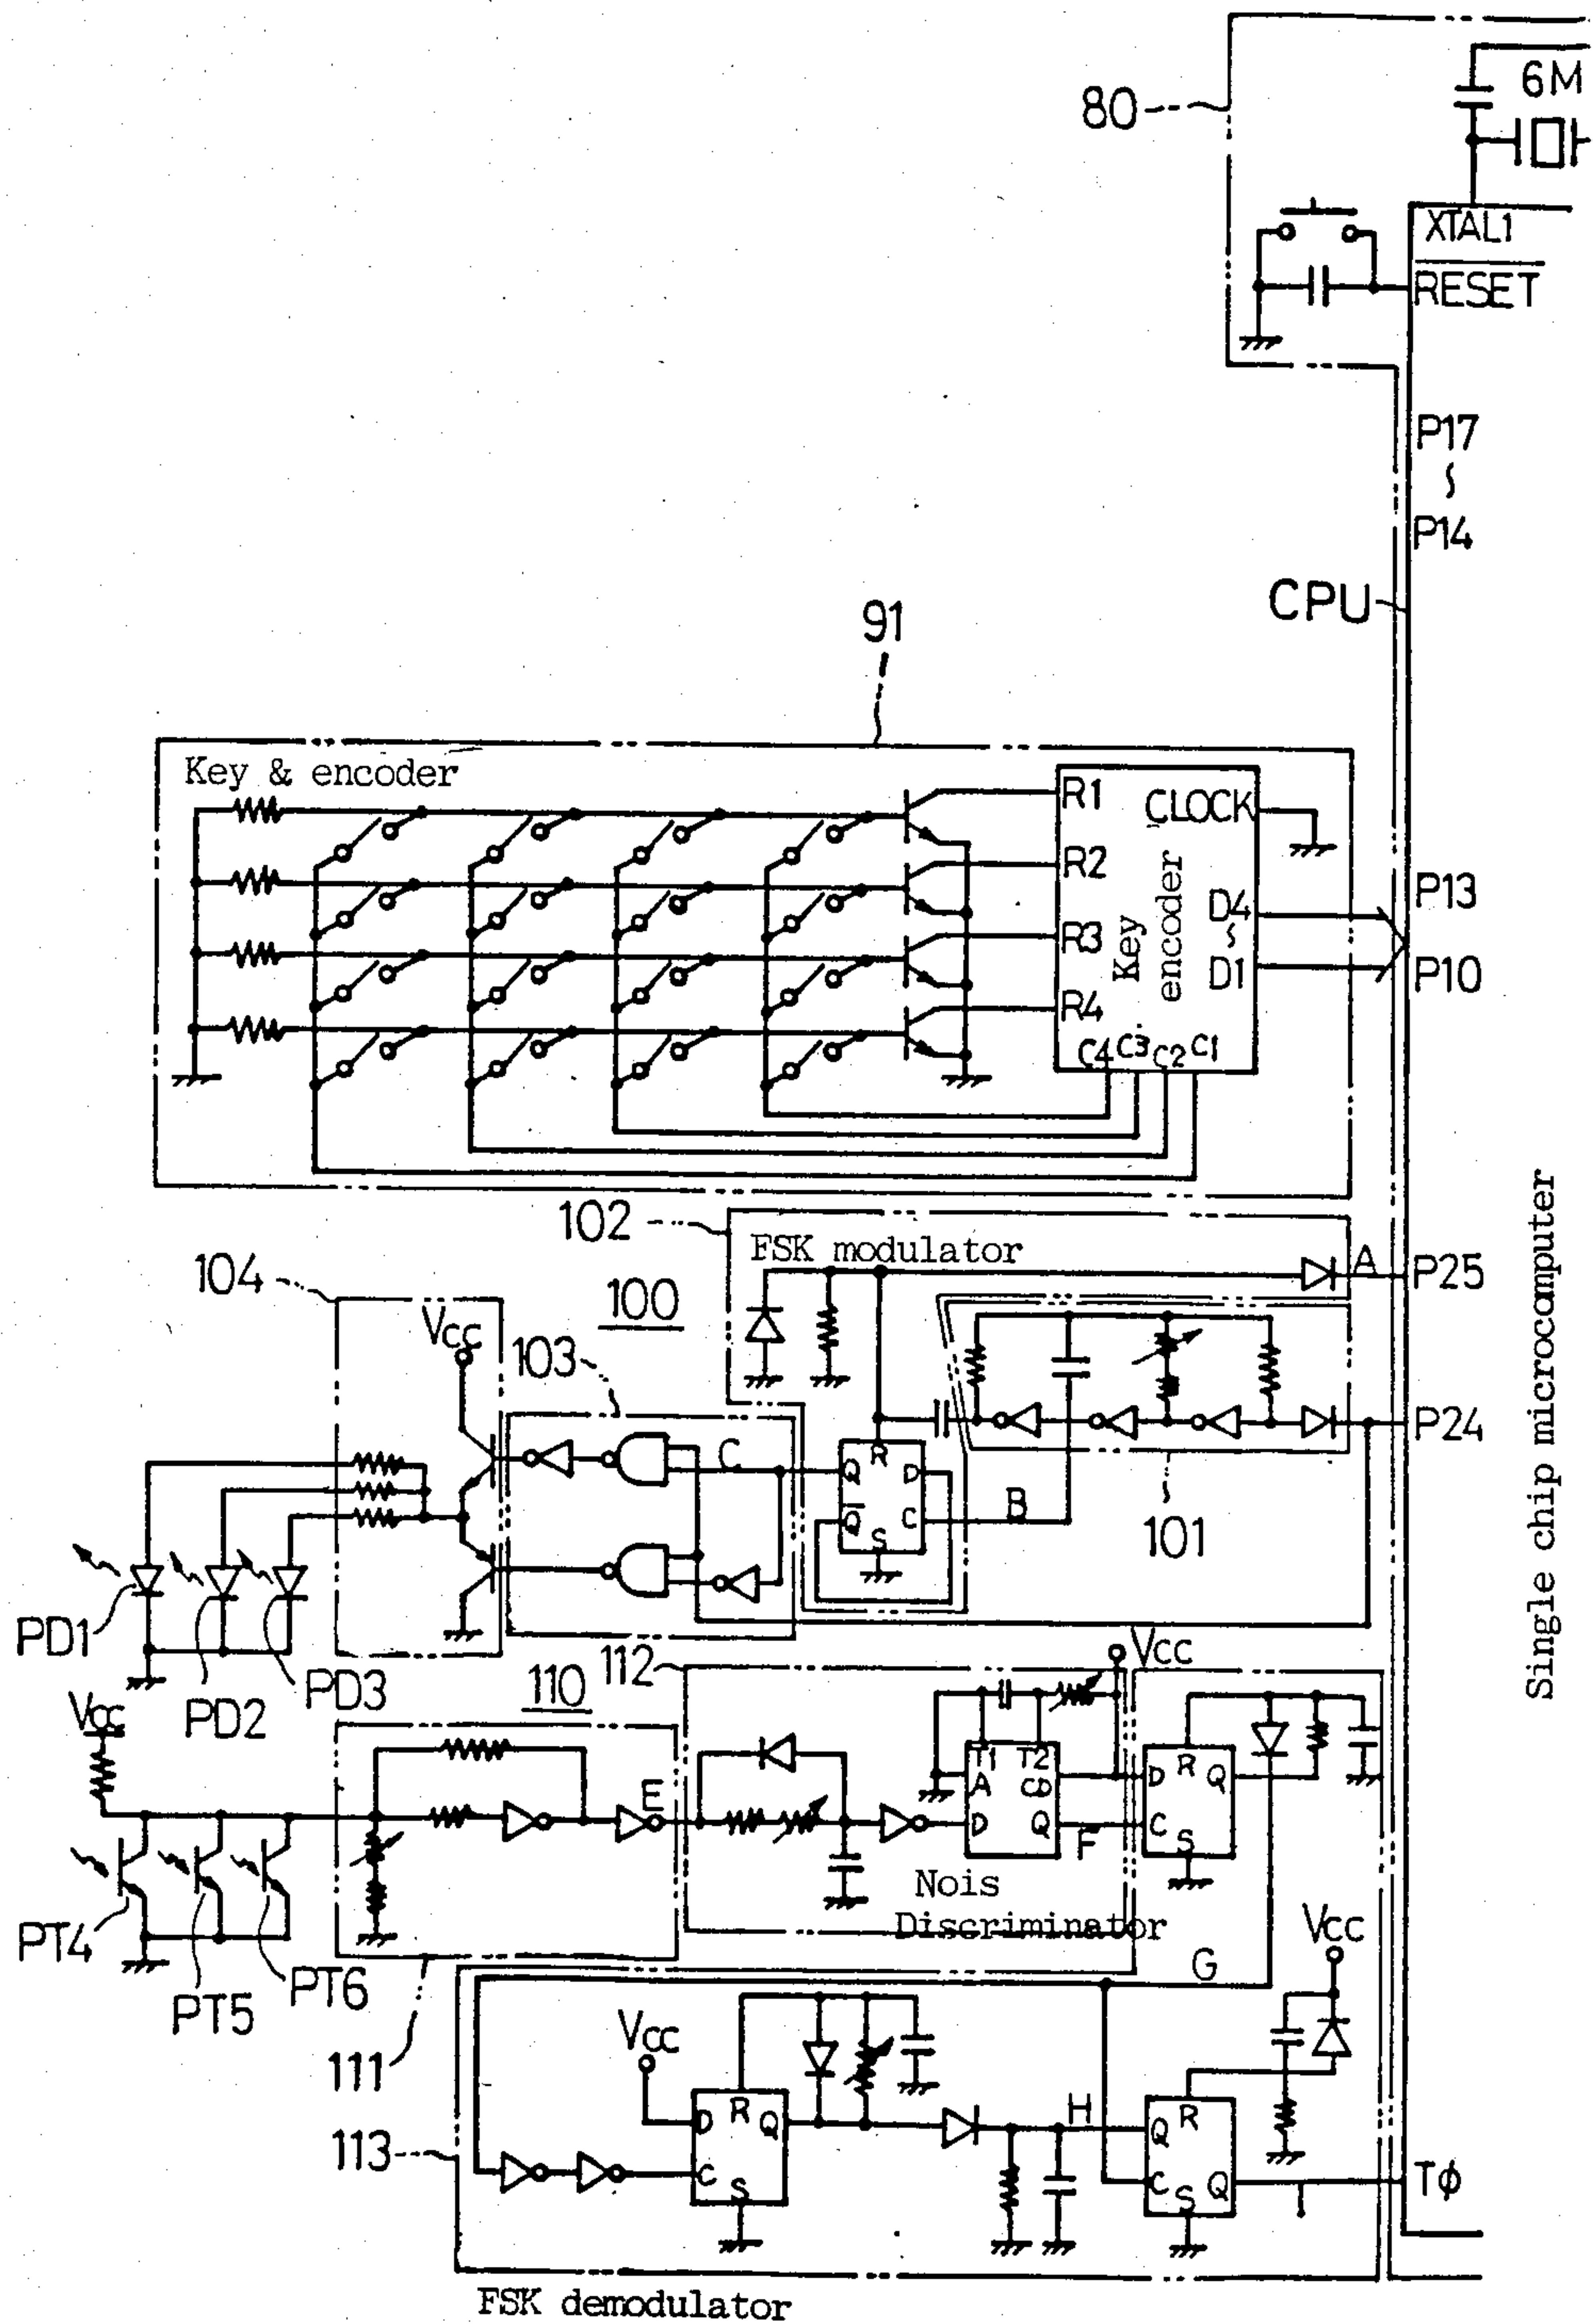 80
6M
XTAL1
RESET
P17
P14
CPU
91
Key & encoder
R1
CLOCK
R2
D4
P13
R3
Key
encoder
D1
P10
R4
C4 C3 C2 C1
102
FSK modulator
A
P25
104
100
Vcc
103
P24
C
Q R D
Q S C
B
101
Single chip microcomputer
PD1
PD2
PD3
112
Vcc
110
Vcc
T1 T2
A CD
D Q
E
F
D R Q
C S
Nois
Discriminator
PT4
PT5
PT6
G
Vcc
111
Vcc
D R Q
C S
H
Q R
C S Q
I
TΦ
113
FSK demodulator